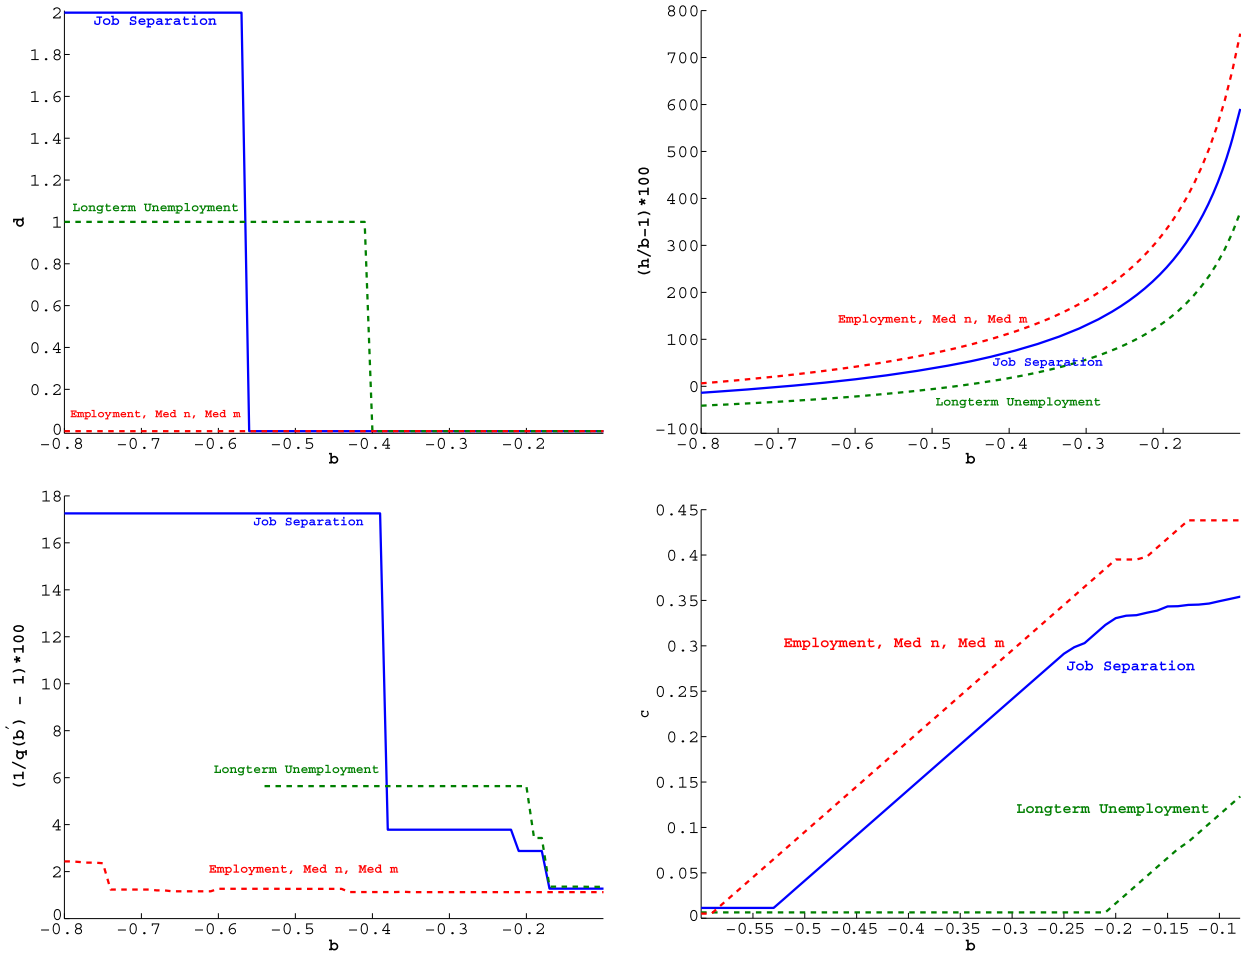 2
1.8
1.6
1.4
1.2
1
0.8
0.6
0.4
0.2
0
d
Job Separation
Longterm Unemployment
Employment, Med n, Med m
-0.8 -0.7 -0.6 -0.5 -0.4 -0.3 -0.2
b
800
700
600
500
400
300
200
100
0
-100
(h/b-1)*100
Employment, Med n, Med m
Job Separation
Longterm Unemployment
-0.8 -0.7 -0.6 -0.5 -0.4 -0.3 -0.2
b
18
16
14
12
10
8
6
4
2
0
(1/q(b′) - 1)*100
Job Separation
Longterm Unemployment
Employment, Med n, Med m
-0.8 -0.7 -0.6 -0.5 -0.4 -0.3 -0.2
b
0.45
0.4
0.35
0.3
0.25
0.2
0.15
0.1
0.05
0
c
Employment, Med n, Med m
Job Separation
Longterm Unemployment
-0.55 -0.5 -0.45 -0.4 -0.35 -0.3 -0.25 -0.2 -0.15 -0.1
b